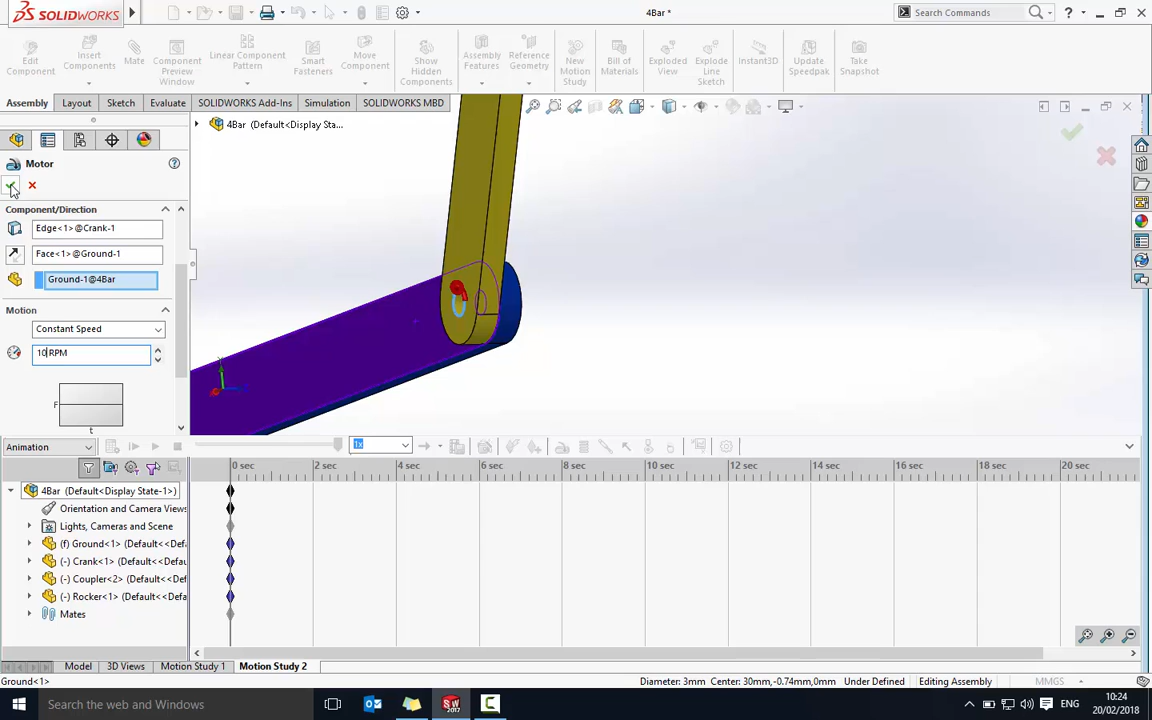 SOLIDWORKS
4Bar *
Search Commands
Edit Component
Insert Components
Mate
Component Preview Window
Linear Component Pattern
Smart Fasteners
Move Component
Show Hidden Components
Assembly Features
Reference Geometry
New Motion Study
Bill of Materials
Exploded View
Explode Line Sketch
Instant3D
Update Speedpak
Take Snapshot
Assembly
Layout
Sketch
Evaluate
SOLIDWORKS Add-Ins
Simulation
SOLIDWORKS MBD
4Bar (Default<Display Sta...
Motor
Component/Direction
Edge<1>@Crank-1
Face<1>@Ground-1
Ground-1@4Bar
Motion
Constant Speed
10 RPM
F
t
Animation
1x
0 sec 2 sec 4 sec 6 sec 8 sec 10 sec 12 sec 14 sec 16 sec 18 sec 20 sec
4Bar (Default<Display State-1>)
Orientation and Camera Views
Lights, Cameras and Scene
(f) Ground<1> (Default<<Def
(-) Crank<1> (Default<<Defau
(-) Coupler<2> (Default<<Def
(-) Rocker<1> (Default<<Defa
Mates
Model
3D Views
Motion Study 1
Motion Study 2
Ground<1>
Diameter: 3mm Center: 30mm,-0.74mm,0mm
Under Defined
Editing Assembly
MMGS
Search the web and Windows
SW
2017
ENG
10:24
20/02/2018